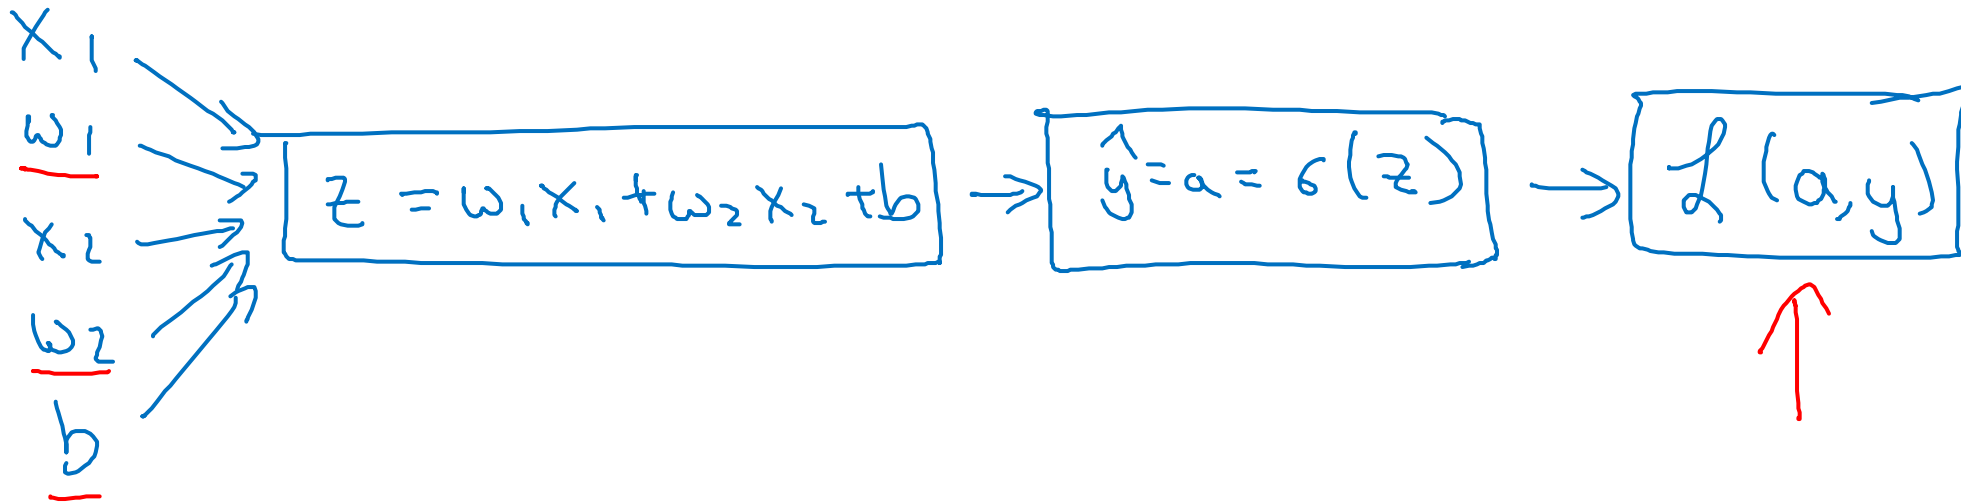 x₁
w₁
x₂
w₂
b
z = w₁x₁ + w₂x₂ + b
ŷ = a = σ(z)
ℒ(a, y)